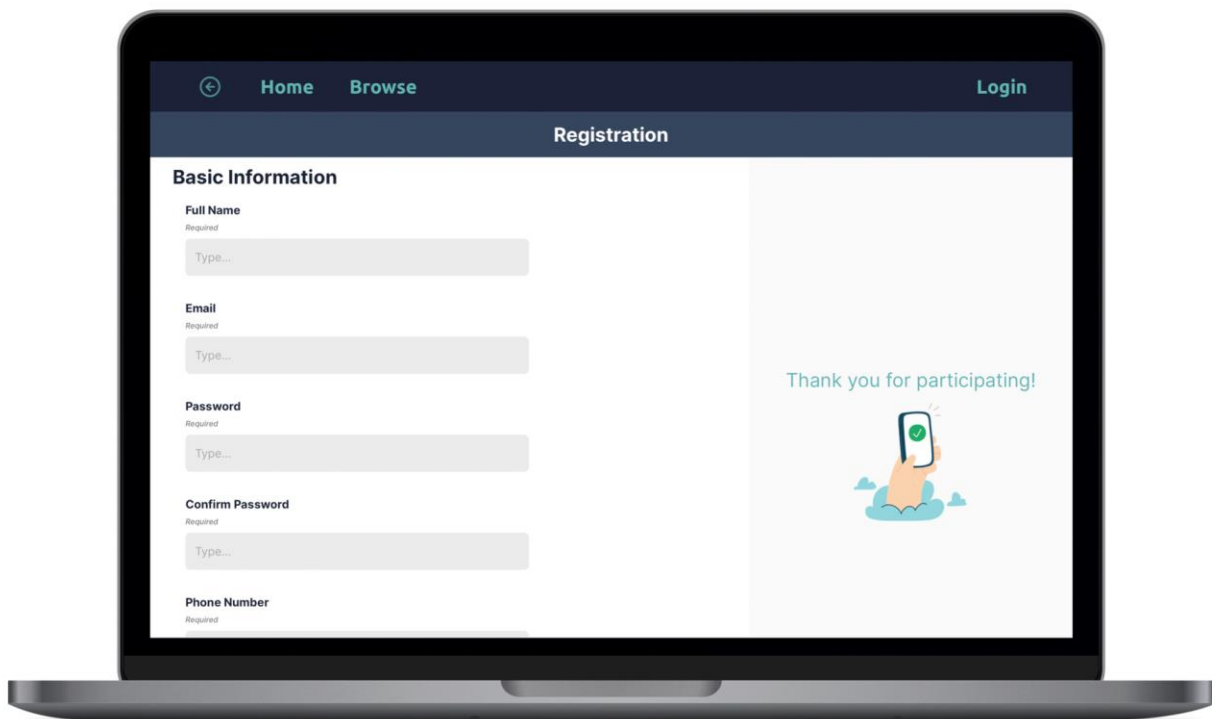 Home Browse Login
Registration
Basic Information
Full Name
Required
Type...
Email
Required
Type...
Password
Required
Type...
Confirm Password
Required
Type...
Phone Number
Required
Thank you for participating!